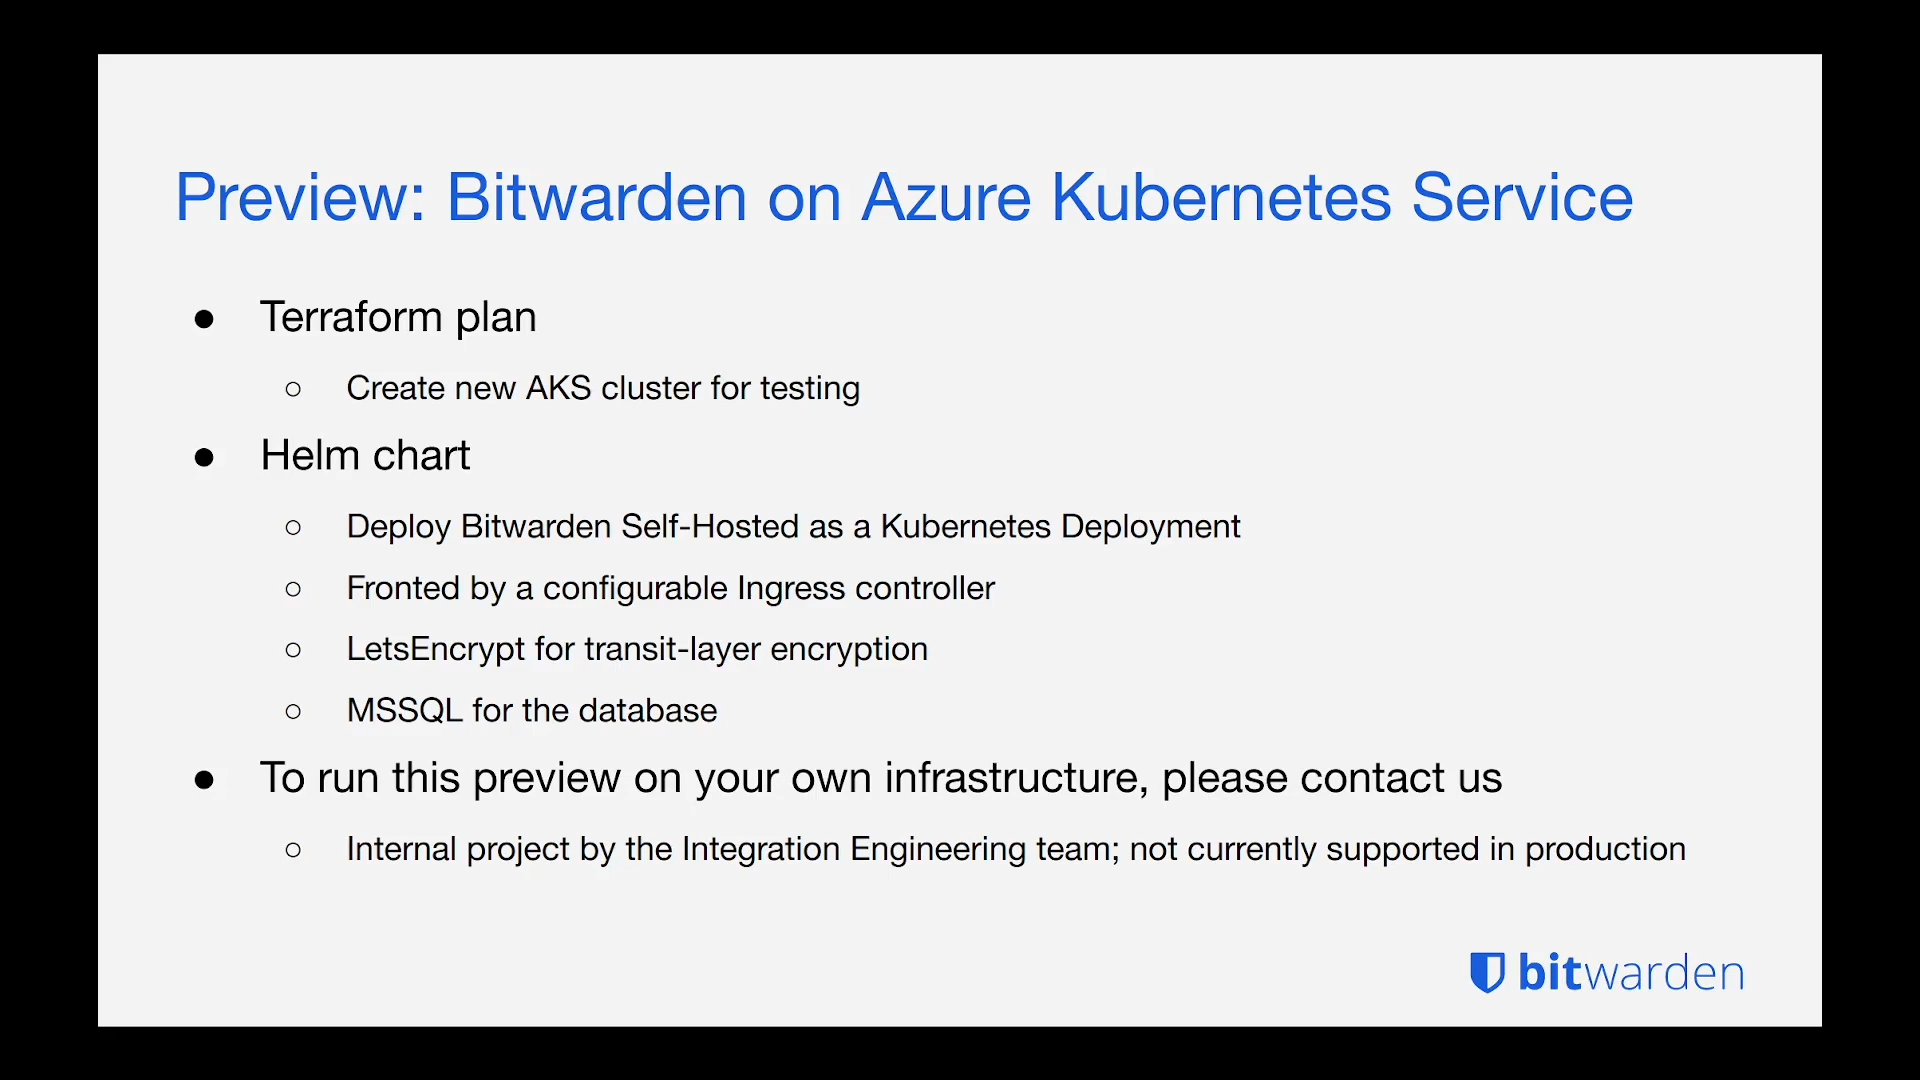 Preview: Bitwarden on Azure Kubernetes Service
● Terraform plan
○ Create new AKS cluster for testing
● Helm chart
○ Deploy Bitwarden Self-Hosted as a Kubernetes Deployment
○ Fronted by a configurable Ingress controller
○ LetsEncrypt for transit-layer encryption
○ MSSQL for the database
● To run this preview on your own infrastructure, please contact us
○ Internal project by the Integration Engineering team; not currently supported in production
bitwarden